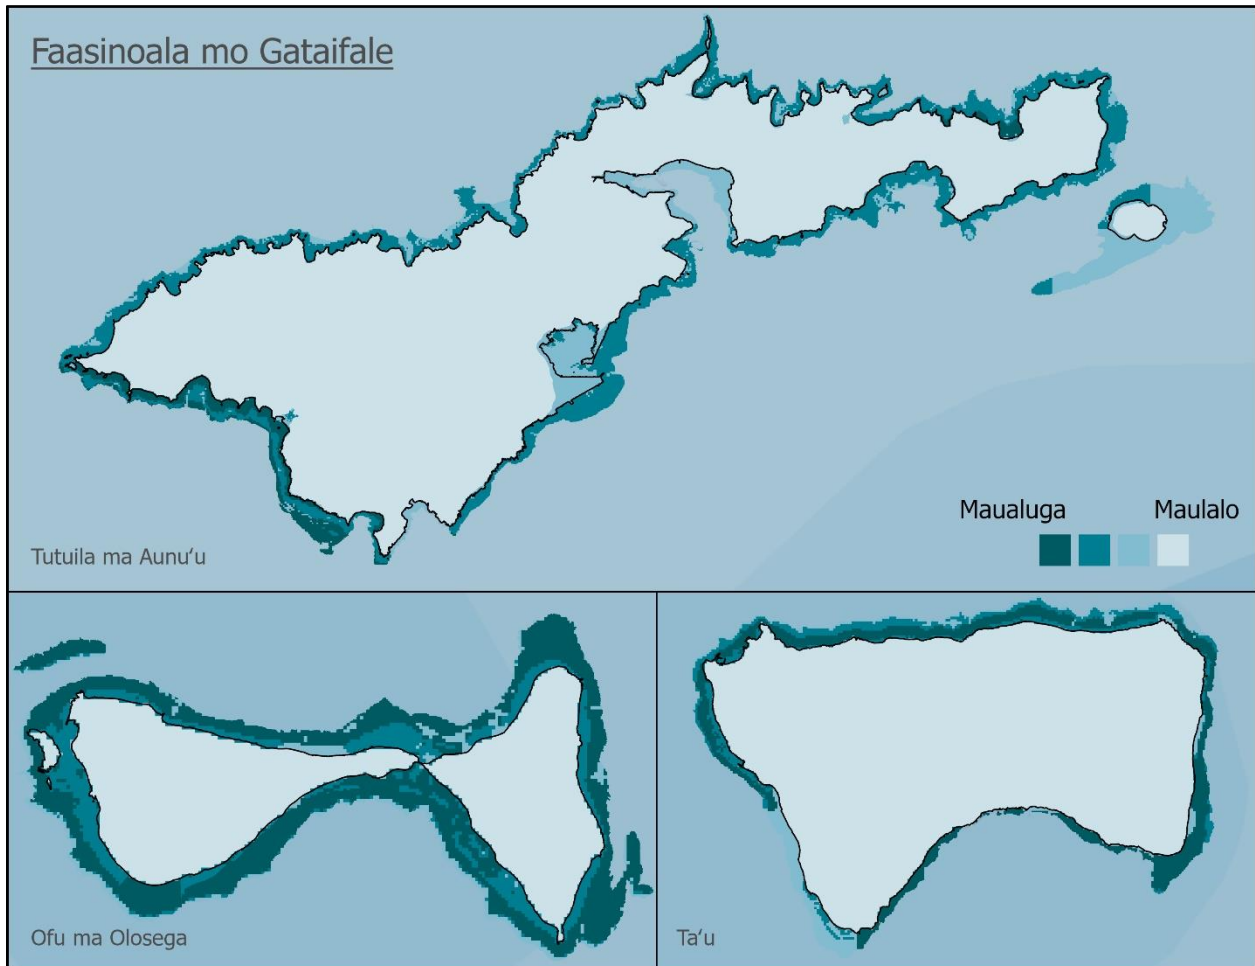 Faasinoala mo Gataifale
Maualuga Maulalo
Tutuila ma Aunu‘u
Ofu ma Olosega
Ta‘u